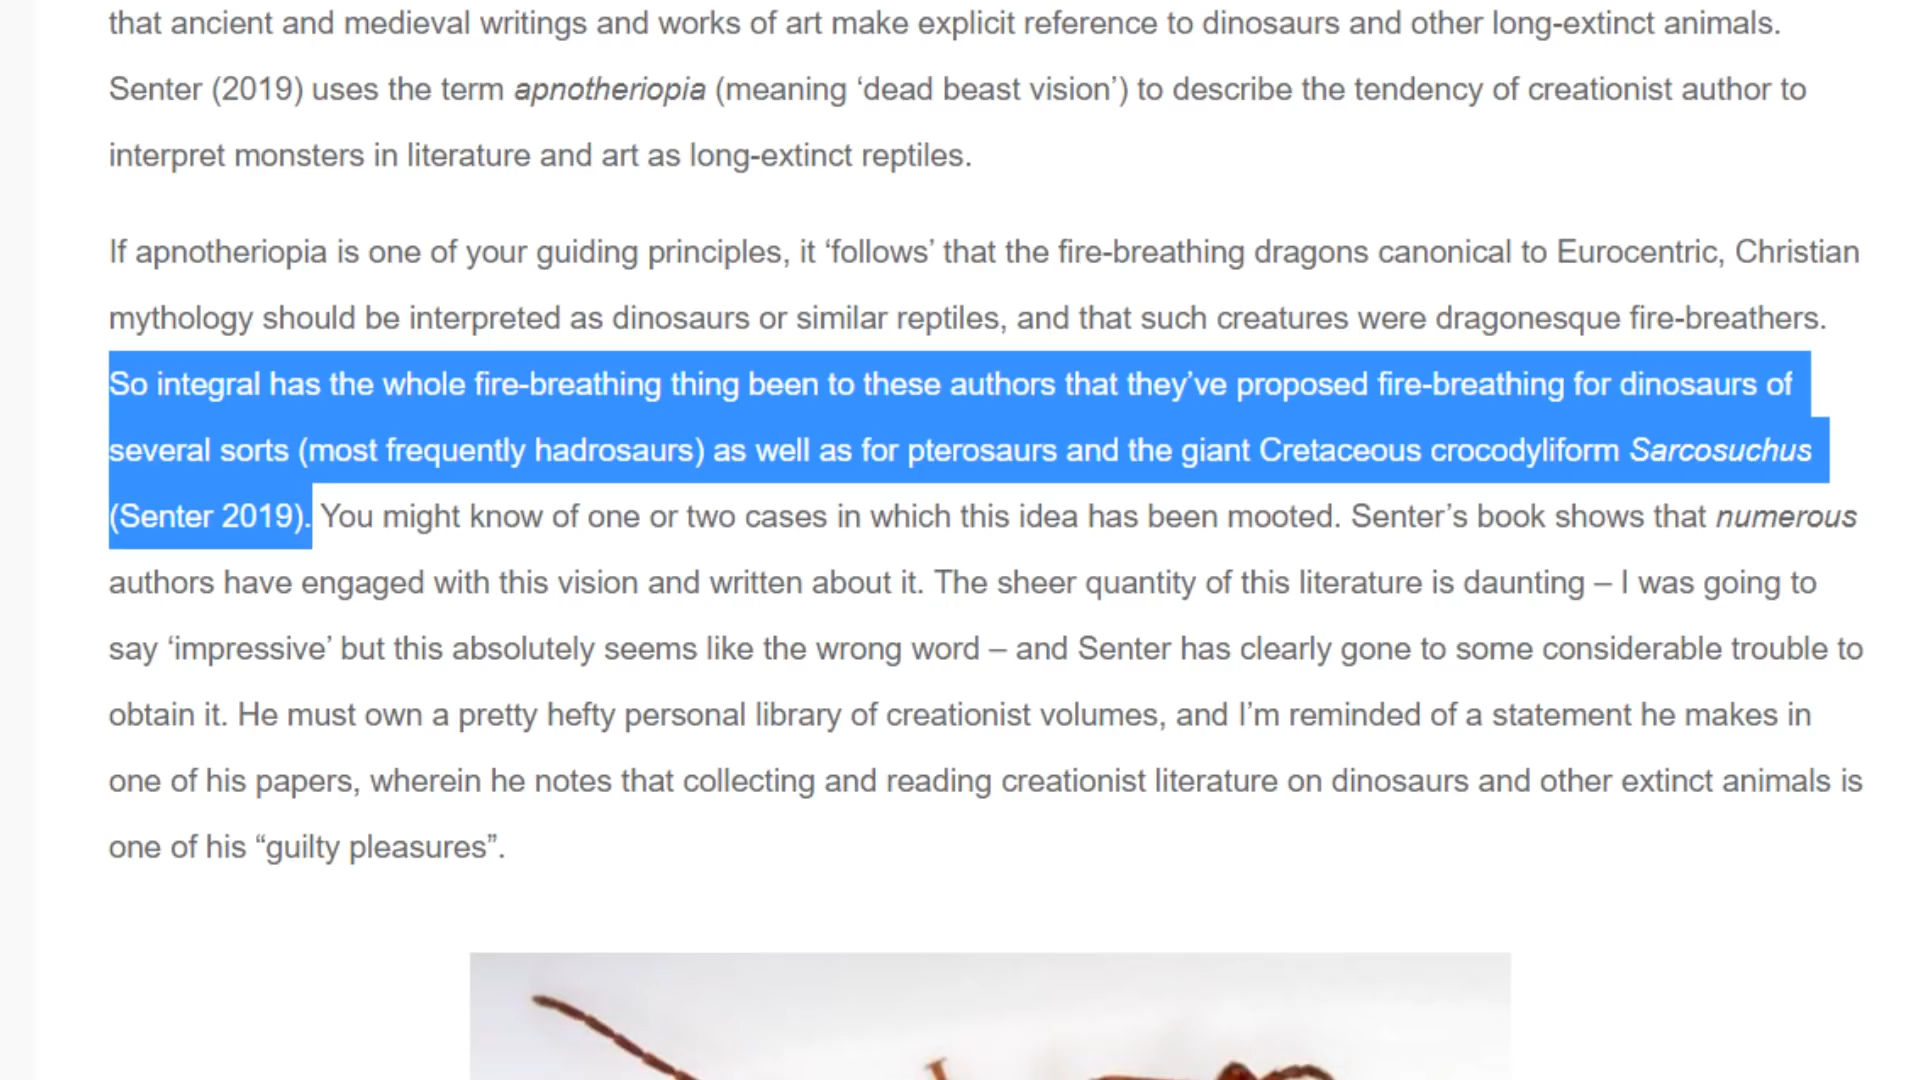 that ancient and medieval writings and works of art make explicit reference to dinosaurs and other long-extinct animals.
Senter (2019) uses the term apnotheriopia (meaning ‘dead beast vision’) to describe the tendency of creationist author to
interpret monsters in literature and art as long-extinct reptiles.
If apnotheriopia is one of your guiding principles, it ‘follows’ that the fire-breathing dragons canonical to Eurocentric, Christian
mythology should be interpreted as dinosaurs or similar reptiles, and that such creatures were dragonesque fire-breathers.
So integral has the whole fire-breathing thing been to these authors that they’ve proposed fire-breathing for dinosaurs of
several sorts (most frequently hadrosaurs) as well as for pterosaurs and the giant Cretaceous crocodyliform Sarcosuchus
(Senter 2019). You might know of one or two cases in which this idea has been mooted. Senter’s book shows that numerous
authors have engaged with this vision and written about it. The sheer quantity of this literature is daunting – I was going to
say ‘impressive’ but this absolutely seems like the wrong word – and Senter has clearly gone to some considerable trouble to
obtain it. He must own a pretty hefty personal library of creationist volumes, and I’m reminded of a statement he makes in
one of his papers, wherein he notes that collecting and reading creationist literature on dinosaurs and other extinct animals is
one of his “guilty pleasures”.